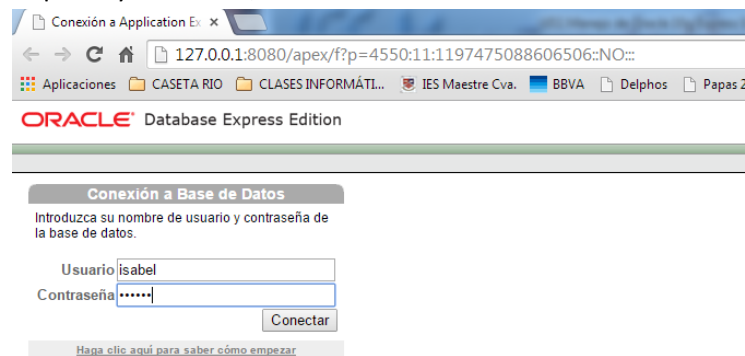 Conexión a Application Ex
127.0.0.1:8080/apex/f?p=4550:11:1197475088606506::NO:::
Aplicaciones CASETA RIO CLASES INFORMÁTI... IES Maestre Cva. BBVA Delphos Papas 2
ORACLE Database Express Edition
Conexión a Base de Datos
Introduzca su nombre de usuario y contraseña de
la base de datos.
Usuario isabel
Contraseña ••••••
Conectar
Haga clic aquí para saber cómo empezar